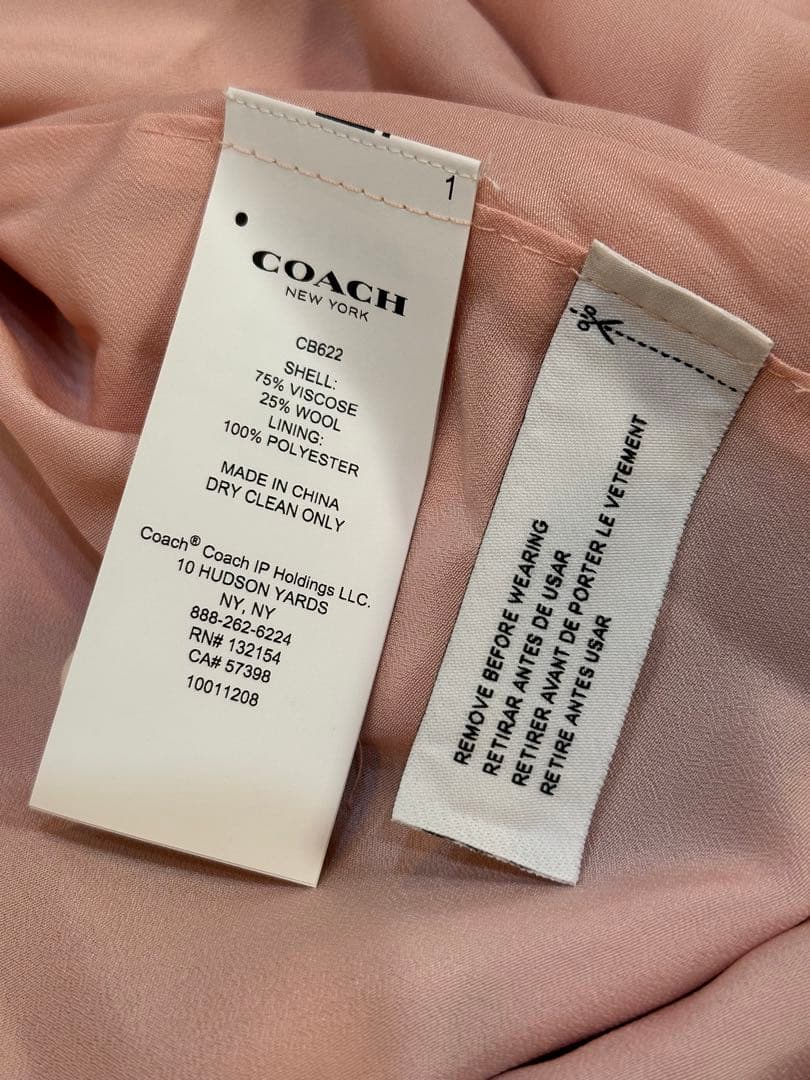 1
COACH
NEW YORK
CB622
SHELL:
75% VISCOSE
25% WOOL
LINING:
100% POLYESTER
MADE IN CHINA
DRY CLEAN ONLY
Coach® Coach IP Holdings LLC.
10 HUDSON YARDS
NY, NY
888-262-6224
RN# 132154
CA# 57398
10011208
REMOVE BEFORE WEARING
RETIRAR ANTES DE USAR
RETIRER AVANT DE PORTER LE VETEMENT
RETIRE ANTES USAR